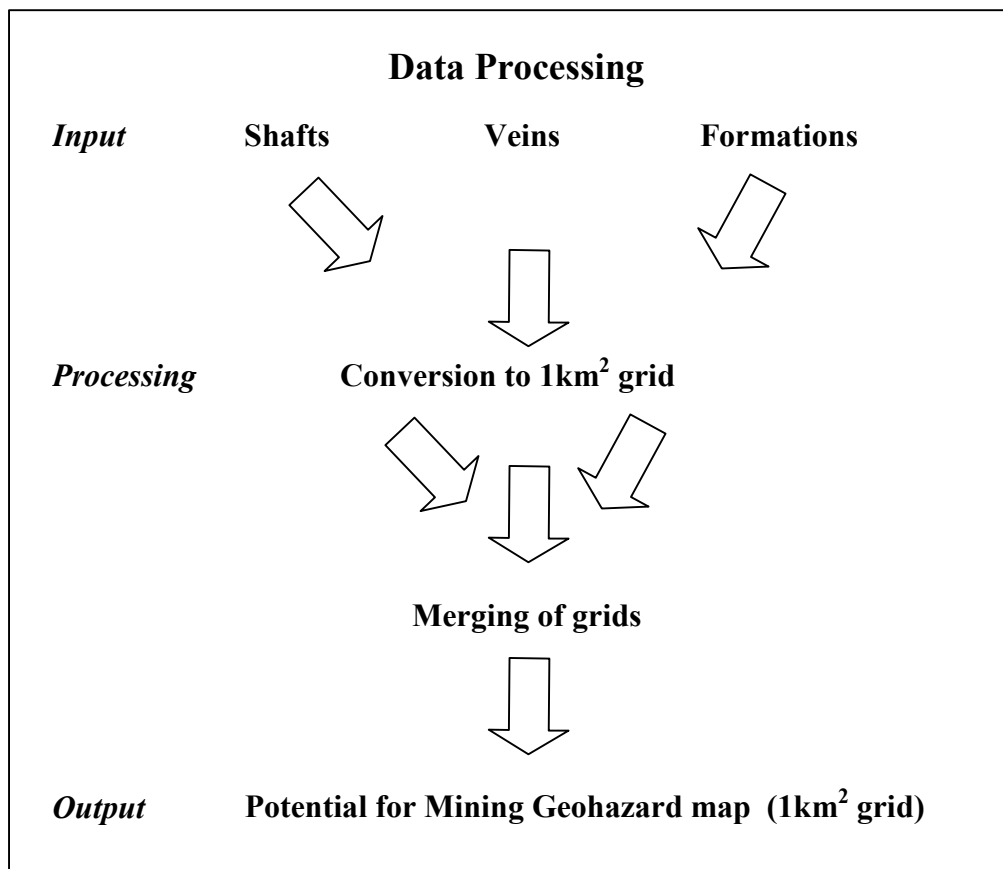 Data Processing
Input Shafts Veins Formations
Processing Conversion to 1km² grid
Merging of grids
Output Potential for Mining Geohazard map (1km² grid)